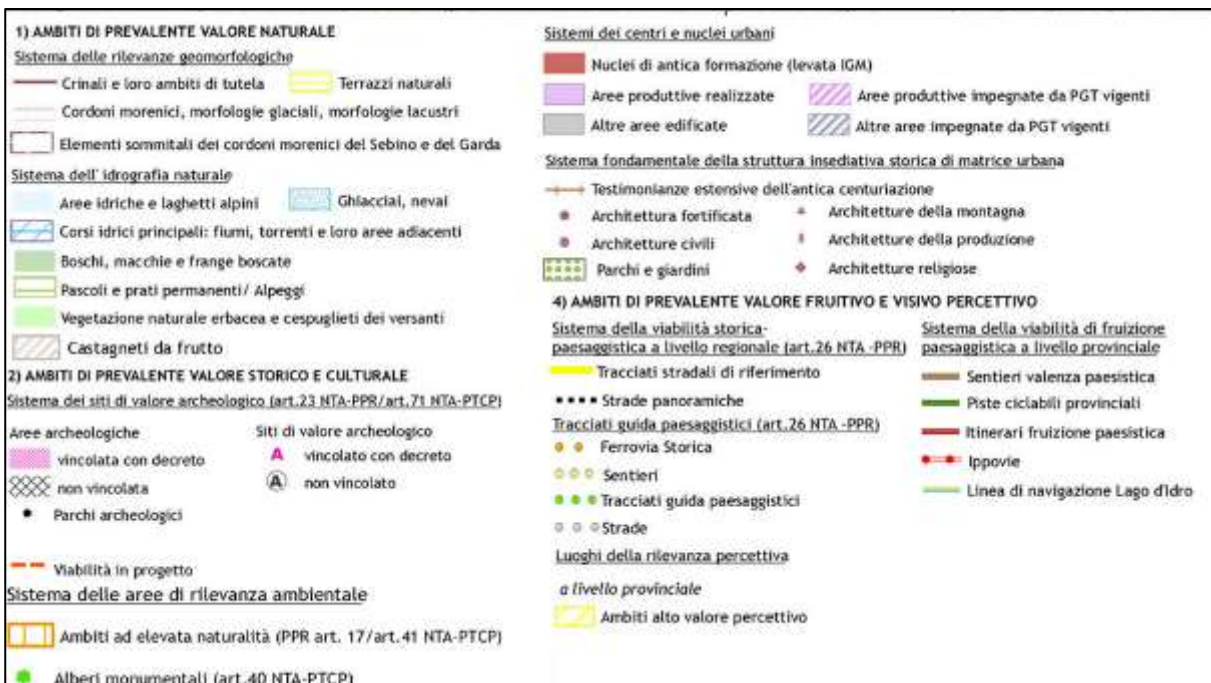 1) AMBITI DI PREVALENTE VALORE NATURALE
Sistema delle rilevanze geomorfologiche
Crinali e loro ambiti di tutela
Terrazzi naturali
Cordoni morenici, morfologie glaciali, morfologie lacustri
Elementi sommitali dei cordoni morenici del Sebino e del Garda
Sistema dell' idrografia naturale
Aree idriche e laghetti alpini
Ghiacciai, nevai
Corsi idrici principali: fiumi, torrenti e loro aree adiacenti
Boschi, macchie e frange boscate
Pascoli e prati permanenti/ Alpeggi
Vegetazione naturale erbacea e cespuglieti dei versanti
Castagneti da frutto
2) AMBITI DI PREVALENTE VALORE STORICO E CULTURALE
Sistema dei siti di valore archeologico (art.23 NTA-PPR/art.71 NTA-PTCP)
Aree archeologiche
Siti di valore archeologico
vincolata con decreto
A vincolato con decreto
non vincolata
A non vincolato
Parchi archeologici
Viabilità in progetto
Sistema delle aree di rilevanza ambientale
Ambiti ad elevata naturalità (PPR art. 17/art.41 NTA-PTCP)
Alberi monumentali (art.40 NTA-PTCP)
Sistemi dei centri e nuclei urbani
Nuclei di antica formazione (levata IGM)
Aree produttive realizzate
Aree produttive impegnate da PGT vigenti
Altre aree edificate
Altre aree impegnate da PGT vigenti
Sistema fondamentale della struttura insediativa storica di matrice urbana
Testimonianze estensive dell'antica centuriazione
Architettura fortificata
Architetture della montagna
Architetture civili
Architetture della produzione
Parchi e giardini
Architetture religiose
4) AMBITI DI PREVALENTE VALORE FRUITIVO E VISIVO PERCETTIVO
Sistema della viabilità storica-
paesaggistica a livello regionale (art.26 NTA -PPR)
Tracciati stradali di riferimento
Strade panoramiche
Tracciati guida paesaggistici (art.26 NTA -PPR)
Ferrovia Storica
Sentieri
Tracciati guida paesaggistici
Strade
Luoghi della rilevanza percettiva
a livello provinciale
Ambiti alto valore percettivo
Sistema della viabilità di fruizione
paesaggistica a livello provinciale
Sentieri valenza paesistica
Piste ciclabili provinciali
Itinerari fruizione paesistica
Ippovie
Linea di navigazione Lago d'Idro